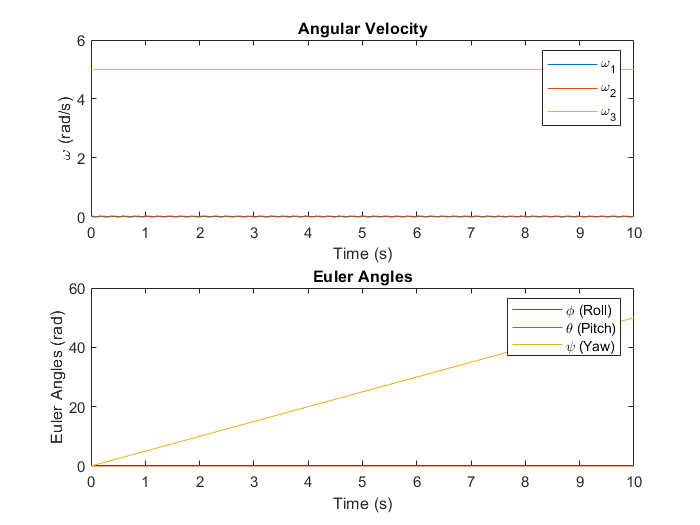 Angular Velocity
6
4
2
0
ω (rad/s)
ω1
ω2
ω3
0 1 2 3 4 5 6 7 8 9 10
Time (s)
Euler Angles
60
40
20
0
Euler Angles (rad)
ϕ (Roll)
θ (Pitch)
ψ (Yaw)
0 1 2 3 4 5 6 7 8 9 10
Time (s)